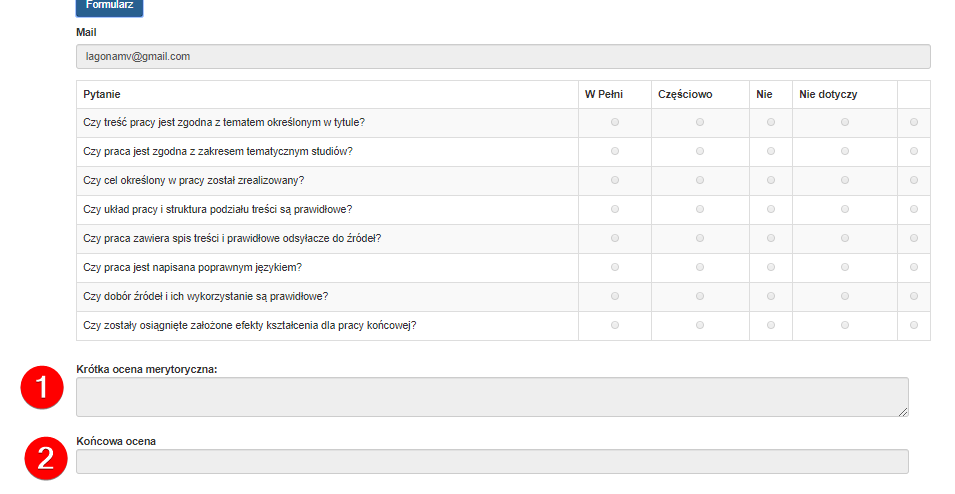 Formularz
Mail
lagonamv@gmail.com
Pytanie W Pełni Częściowo Nie Nie dotyczy
Czy treść pracy jest zgodna z tematem określonym w tytule?
Czy praca jest zgodna z zakresem tematycznym studiów?
Czy cel określony w pracy został zrealizowany?
Czy układ pracy i struktura podziału treści są prawidłowe?
Czy praca zawiera spis treści i prawidłowe odsyłacze do źródeł?
Czy praca jest napisana poprawnym językiem?
Czy dobór źródeł i ich wykorzystanie są prawidłowe?
Czy zostały osiągnięte założone efekty kształcenia dla pracy końcowej?
Krótka ocena merytoryczna:
1
Końcowa ocena
2